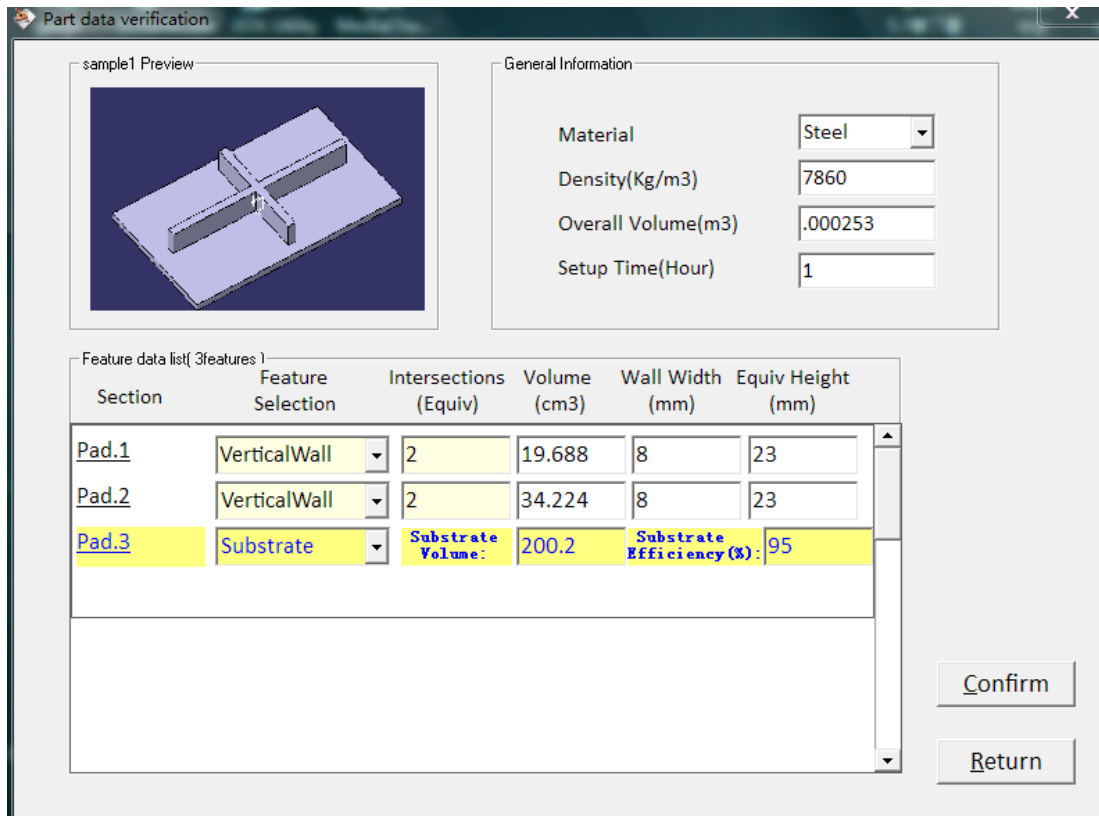 Part data verification
x
sample1 Preview
General Information
Material
Steel
Density(Kg/m3)
7860
Overall Volume(m3)
.000253
Setup Time(Hour)
1
Feature data list( 3features )
Section
Feature Selection
Intersections (Equiv)
Volume (cm3)
Wall Width (mm)
Equiv Height (mm)
Pad.1 VerticalWall 2 19.688 8 23
Pad.2 VerticalWall 2 34.224 8 23
Pad.3 Substrate Substrate Volume: 200.2 Substrate Efficiency(%): 95
Confirm
Return